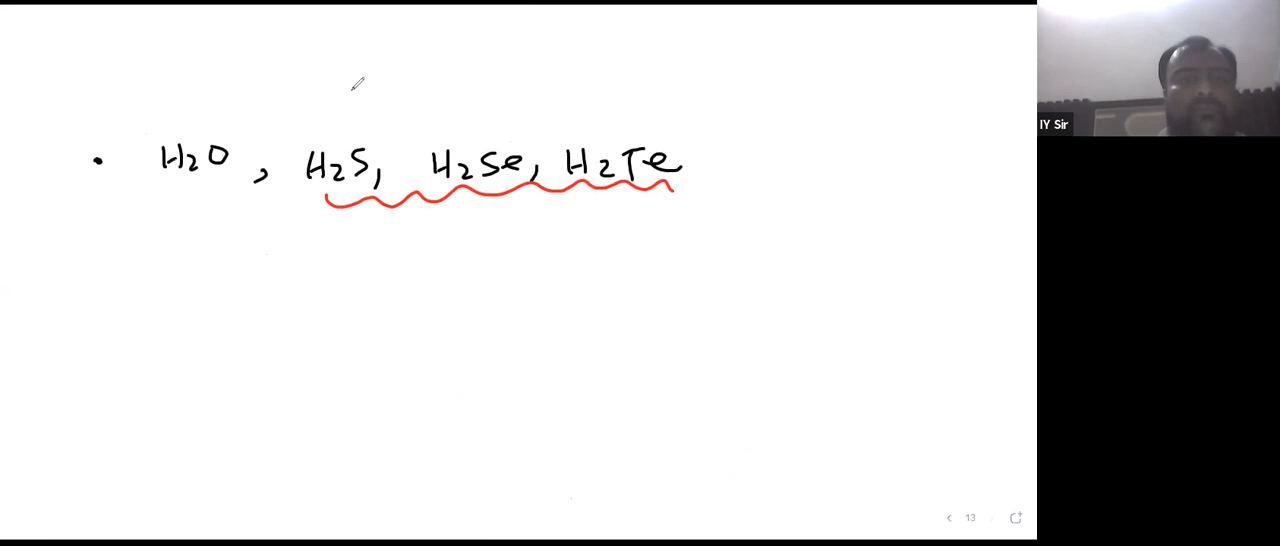 • H₂O, H₂S, H₂Se, H₂Te
IY Sir
13